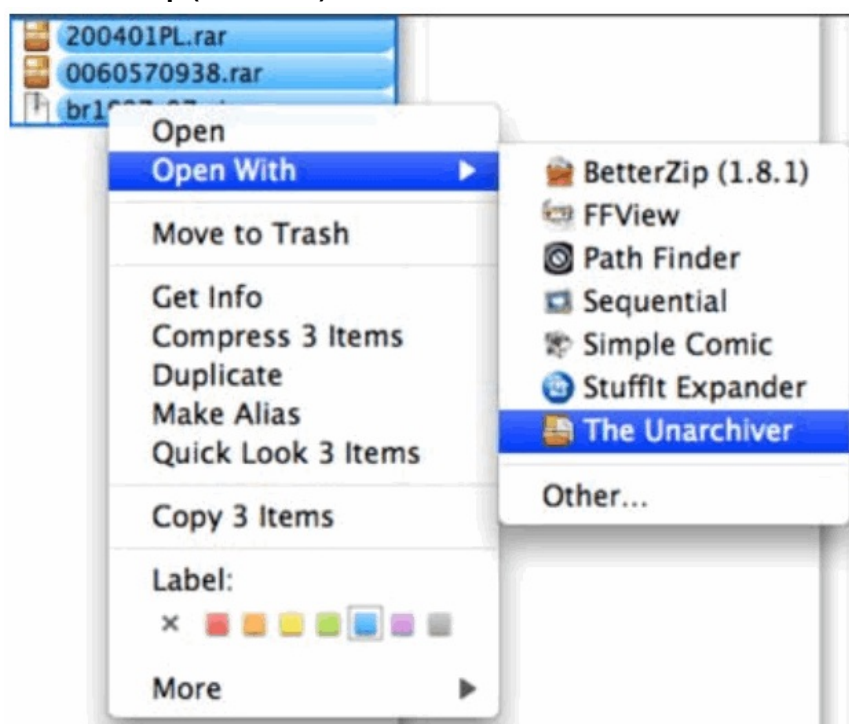 200401PL.rar
0060570938.rar
Open
Open With
Move to Trash
Get Info
Compress 3 Items
Duplicate
Make Alias
Quick Look 3 Items
Copy 3 Items
Label:
More
BetterZip (1.8.1)
FFView
Path Finder
Sequential
Simple Comic
StuffIt Expander
The Unarchiver
Other...